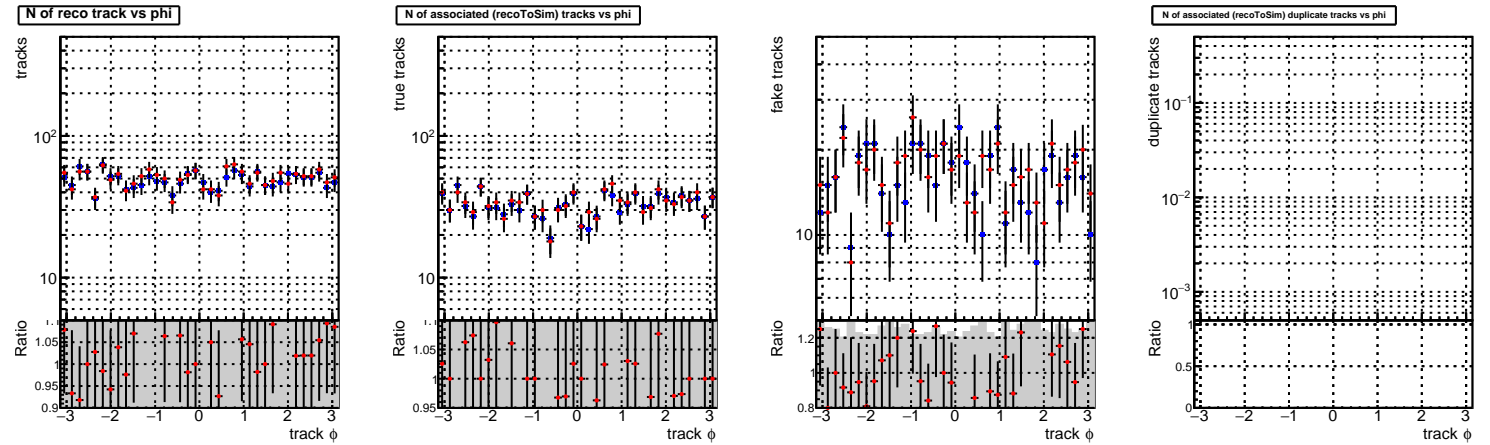 N of reco track vs phi
tracks
10²
10
Ratio
1.1
1.05
1
0.95
0.9
−3 −2 −1 0 1 2 3
track ϕ
N of associated (recoToSim) tracks vs phi
true tracks
10²
10
Ratio
1.1
1.05
1
0.95
−3 −2 −1 0 1 2 3
track ϕ
fake tracks
10
Ratio
1.2
1
0.8
−3 −2 −1 0 1 2 3
track ϕ
N of associated (recoToSim) duplicate tracks vs phi
duplicate tracks
10⁻¹
10⁻²
10⁻³
Ratio
1
0.5
0
−3 −2 −1 0 1 2 3
track ϕ